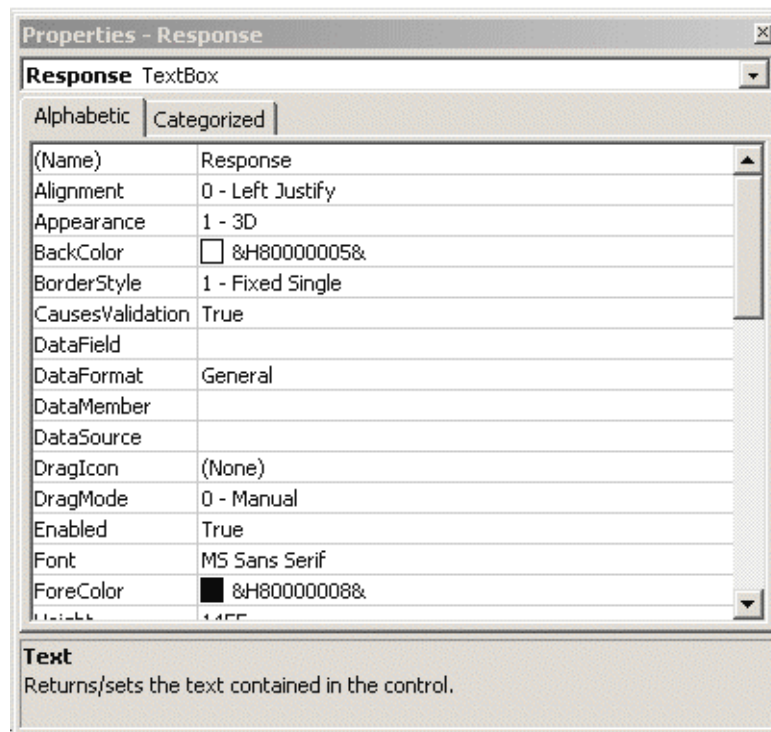 Properties - Response
Response TextBox
Alphabetic Categorized
(Name) Response
Alignment 0 - Left Justify
Appearance 1 - 3D
BackColor &H80000005&
BorderStyle 1 - Fixed Single
CausesValidation True
DataField
DataFormat General
DataMember
DataSource
DragIcon (None)
DragMode 0 - Manual
Enabled True
Font MS Sans Serif
ForeColor &H80000008&
Height
Text
Returns/sets the text contained in the control.